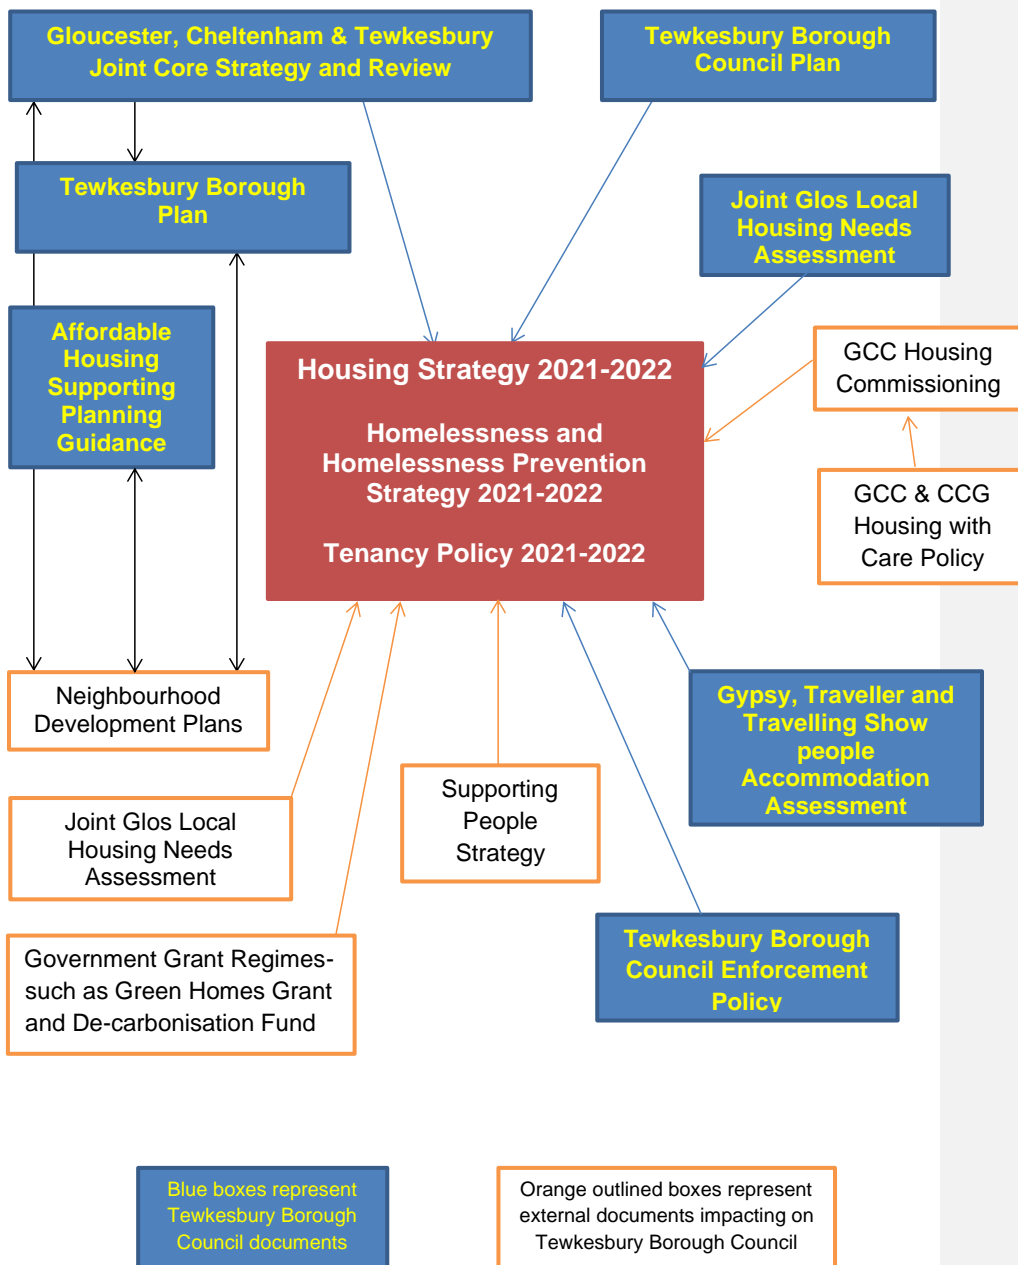 Gloucester, Cheltenham & Tewkesbury
Joint Core Strategy and Review
Tewkesbury Borough
Council Plan
Tewkesbury Borough
Plan
Joint Glos Local
Housing Needs
Assessment
Affordable
Housing
Supporting
Planning
Guidance
Housing Strategy 2021-2022
Homelessness and
Homelessness Prevention
Strategy 2021-2022
Tenancy Policy 2021-2022
GCC Housing
Commissioning
GCC & CCG
Housing with
Care Policy
Neighbourhood
Development Plans
Gypsy, Traveller and
Travelling Show
people
Accommodation
Assessment
Joint Glos Local
Housing Needs
Assessment
Supporting
People
Strategy
Tewkesbury Borough
Council Enforcement
Policy
Government Grant Regimes-
such as Green Homes Grant
and De-carbonisation Fund
Blue boxes represent
Tewkesbury Borough
Council documents
Orange outlined boxes represent
external documents impacting on
Tewkesbury Borough Council